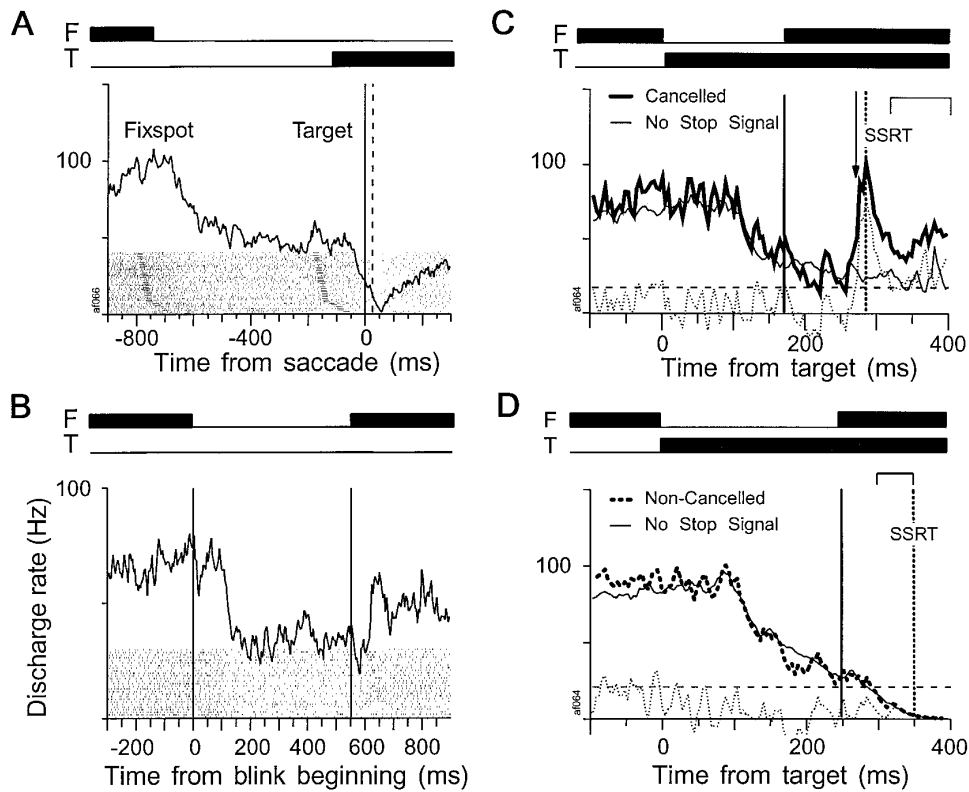 A
F
T
Fixspot
Target
100
af066
-800
-400
0
Time from saccade (ms)
B
F
T
100
Discharge rate (Hz)
-200
0
200
400
600
800
Time from blink beginning (ms)
C
F
T
Cancelled
No Stop Signal
SSRT
100
af064
0
200
400
Time from target (ms)
D
F
T
Non-Cancelled
No Stop Signal
SSRT
100
af064
0
200
400
Time from target (ms)